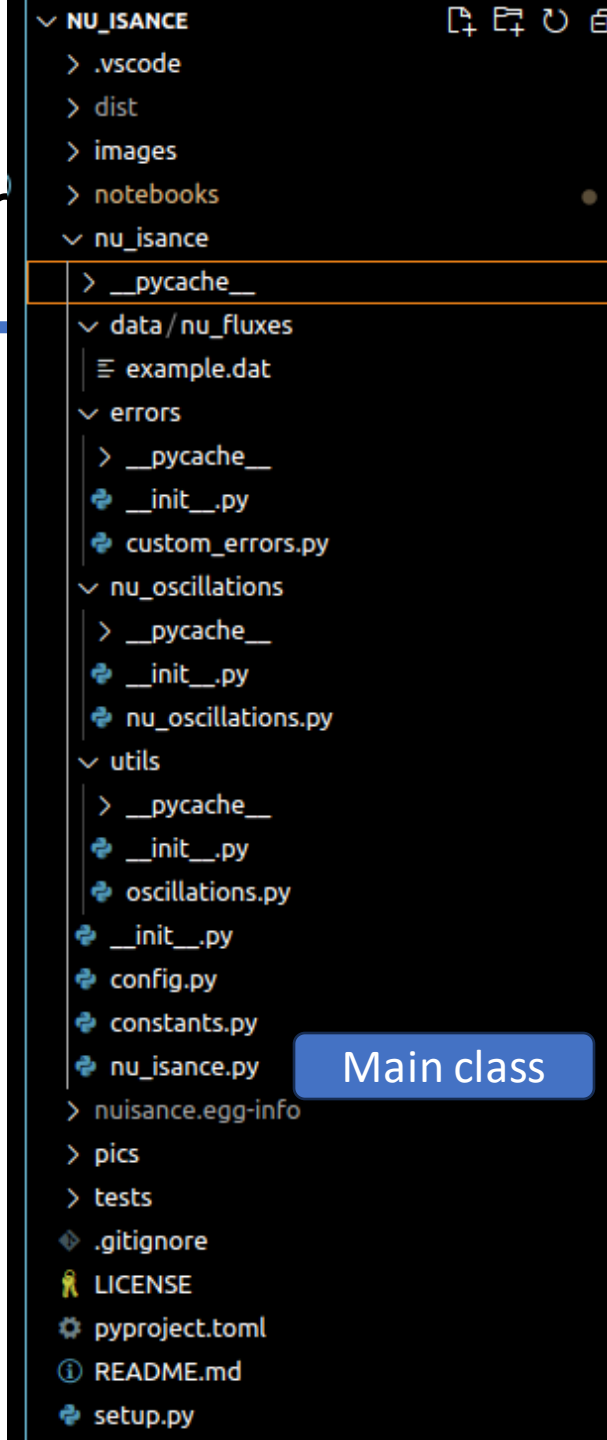 NU_ISANCE
.vscode
dist
images
notebooks
nu_isance
__pycache__
data/nu_fluxes
example.dat
errors
__pycache__
__init__.py
custom_errors.py
nu_oscillations
__pycache__
__init__.py
nu_oscillations.py
utils
__pycache__
__init__.py
oscillations.py
__init__.py
config.py
constants.py
nu_isance.py Main class
nuisance.egg-info
pics
tests
.gitignore
LICENSE
pyproject.toml
README.md
setup.py